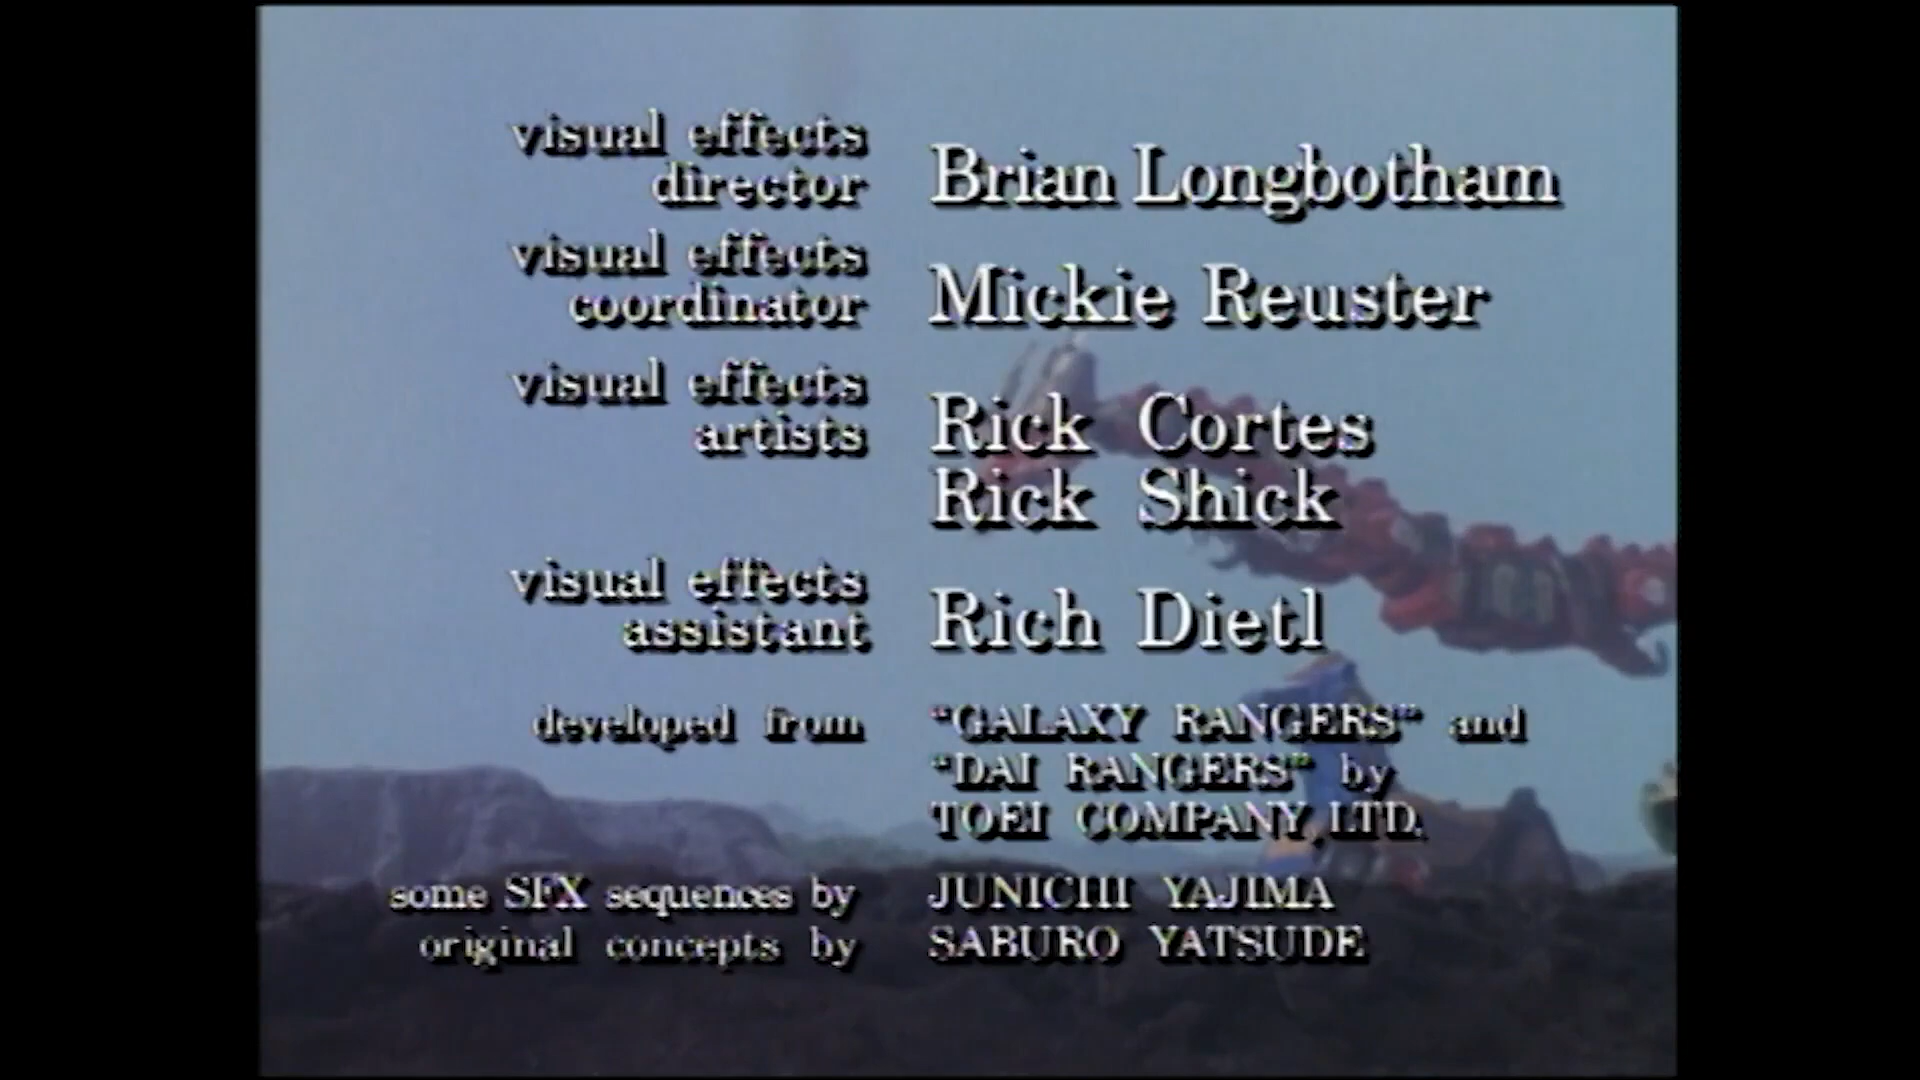 visual effects
director
Brian Longbotham
visual effects
coordinator
Mickie Reuster
visual effects
artists
Rick Cortes
Rick Shick
visual effects
assistant
Rich Dietl
developed from
"GALAXY RANGERS" and
"DAI RANGERS" by
TOEI COMPANY, LTD.
some SFX sequences by
JUNICHI YAJIMA
original concepts by
SABURO YATSUDE